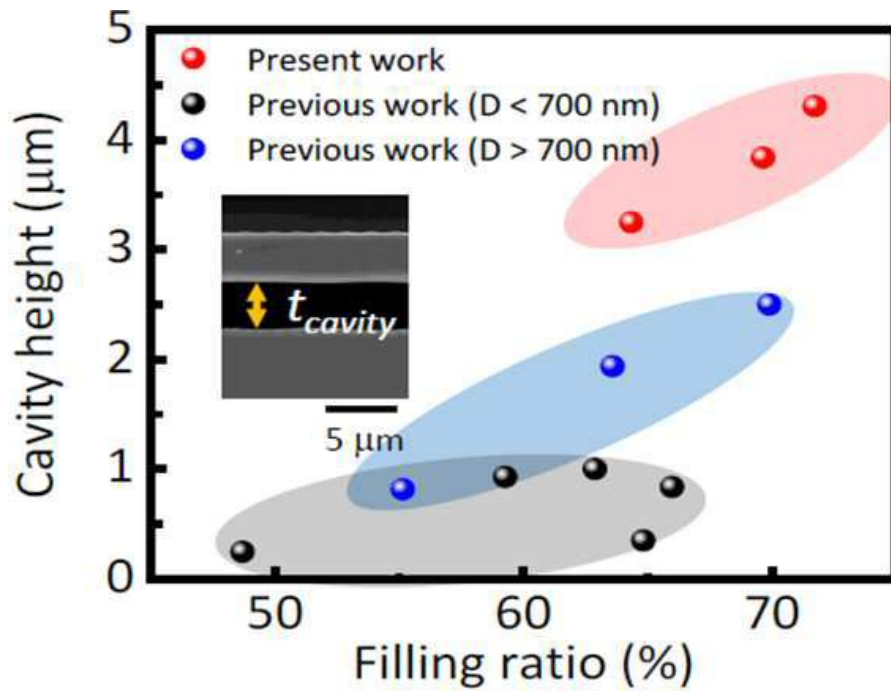 5
4
3
2
1
0
Cavity height (μm)
Present work
Previous work (D < 700 nm)
Previous work (D > 700 nm)
t cavity
5 μm
50 60 70
Filling ratio (%)